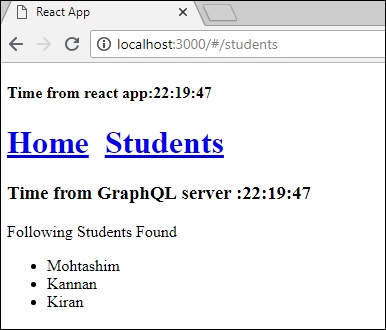 React App
localhost:3000/#/students
Time from react app:22:19:47
Home Students
Time from GraphQL server :22:19:47
Following Students Found
Mohtashim
Kannan
Kiran